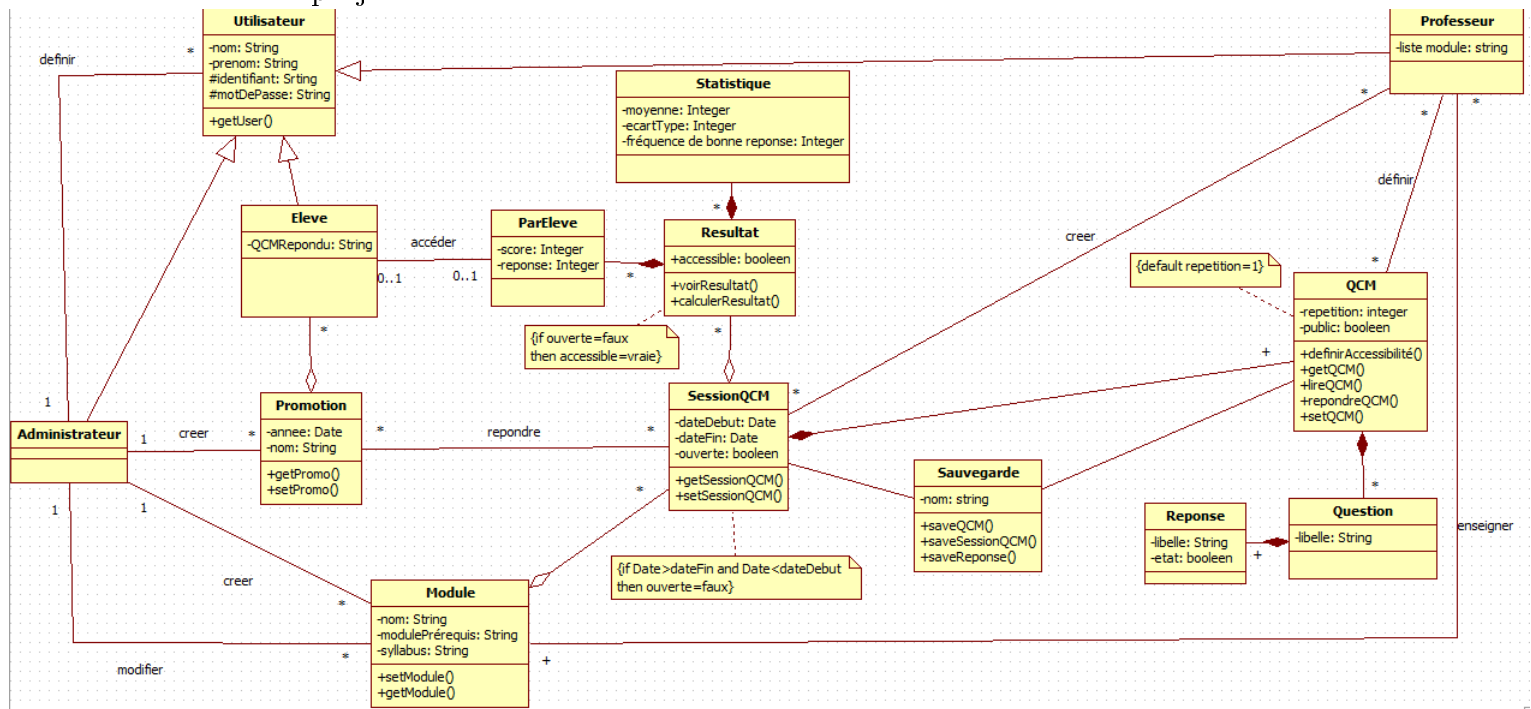 Utilisateur
-nom: String
-prenom: String
#identifiant: Srting
#motDePasse: String
+getUser()
Professeur
-liste module: string
definir
*
Statistique
-moyenne: Integer
-ecartType: Integer
-fréquence de bonne reponse: Integer
*
*
*
définir
creer
Eleve
-QCMRepondu: String
accéder
0..1
0..1
ParEleve
-score: Integer
-reponse: Integer
*
*
Resultat
+accessible: booleen
+voirResultat()
+calculerResultat()
{default repetition=1}
*
QCM
-repetition: integer
-public: booleen
+definirAccessibilité()
+getQCM()
+lireQCM()
+repondreQCM()
+setQCM()
*
{if ouverte=faux
then accessible=vraie}
*
+
1
Administrateur
1
creer
*
Promotion
-annee: Date
-nom: String
+getPromo()
+setPromo()
*
repondre
*
*
SessionQCM
-dateDebut: Date
-dateFin: Date
-ouverte: booleen
+getSessionQCM()
+setSessionQCM()
*
Sauvegarde
-nom: string
+saveQCM()
+saveSessionQCM()
+saveReponse()
Reponse
-libelle: String
-etat: booleen
+
*
Question
-libelle: String
enseigner
1
1
{if Date>dateFin and Date<dateDebut
then ouverte=faux}
creer
*
Module
-nom: String
-modulePrérequis: String
-syllabus: String
+setModule()
+getModule()
+
modifier
*